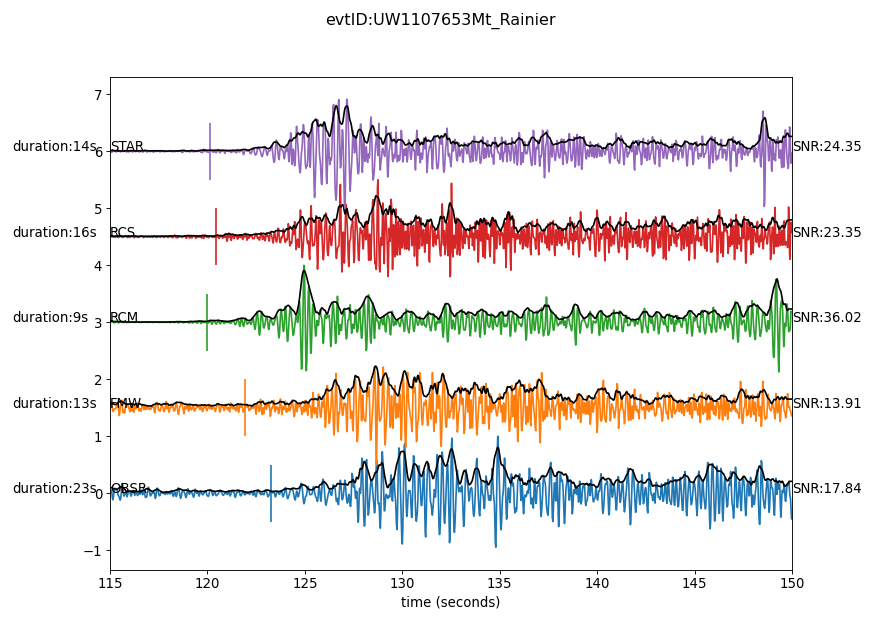 evtID:UW1107653Mt_Rainier
7
duration:14s 6 STAR SNR:24.35
5
duration:16s RCS SNR:23.35
4
duration:9s 3 RCM SNR:36.02
2
duration:13s FMW SNR:13.91
1
duration:23s 0 OBSR SNR:17.84
−1
115 120 125 130 135 140 145 150
time (seconds)